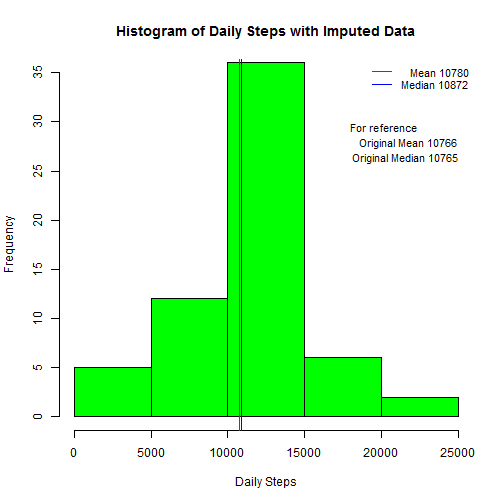 Histogram of Daily Steps with Imputed Data
Mean 10780
Median 10872
For reference
Original Mean 10766
Original Median 10765
Frequency
35
30
25
20
15
10
5
0
0 5000 10000 15000 20000 25000
Daily Steps